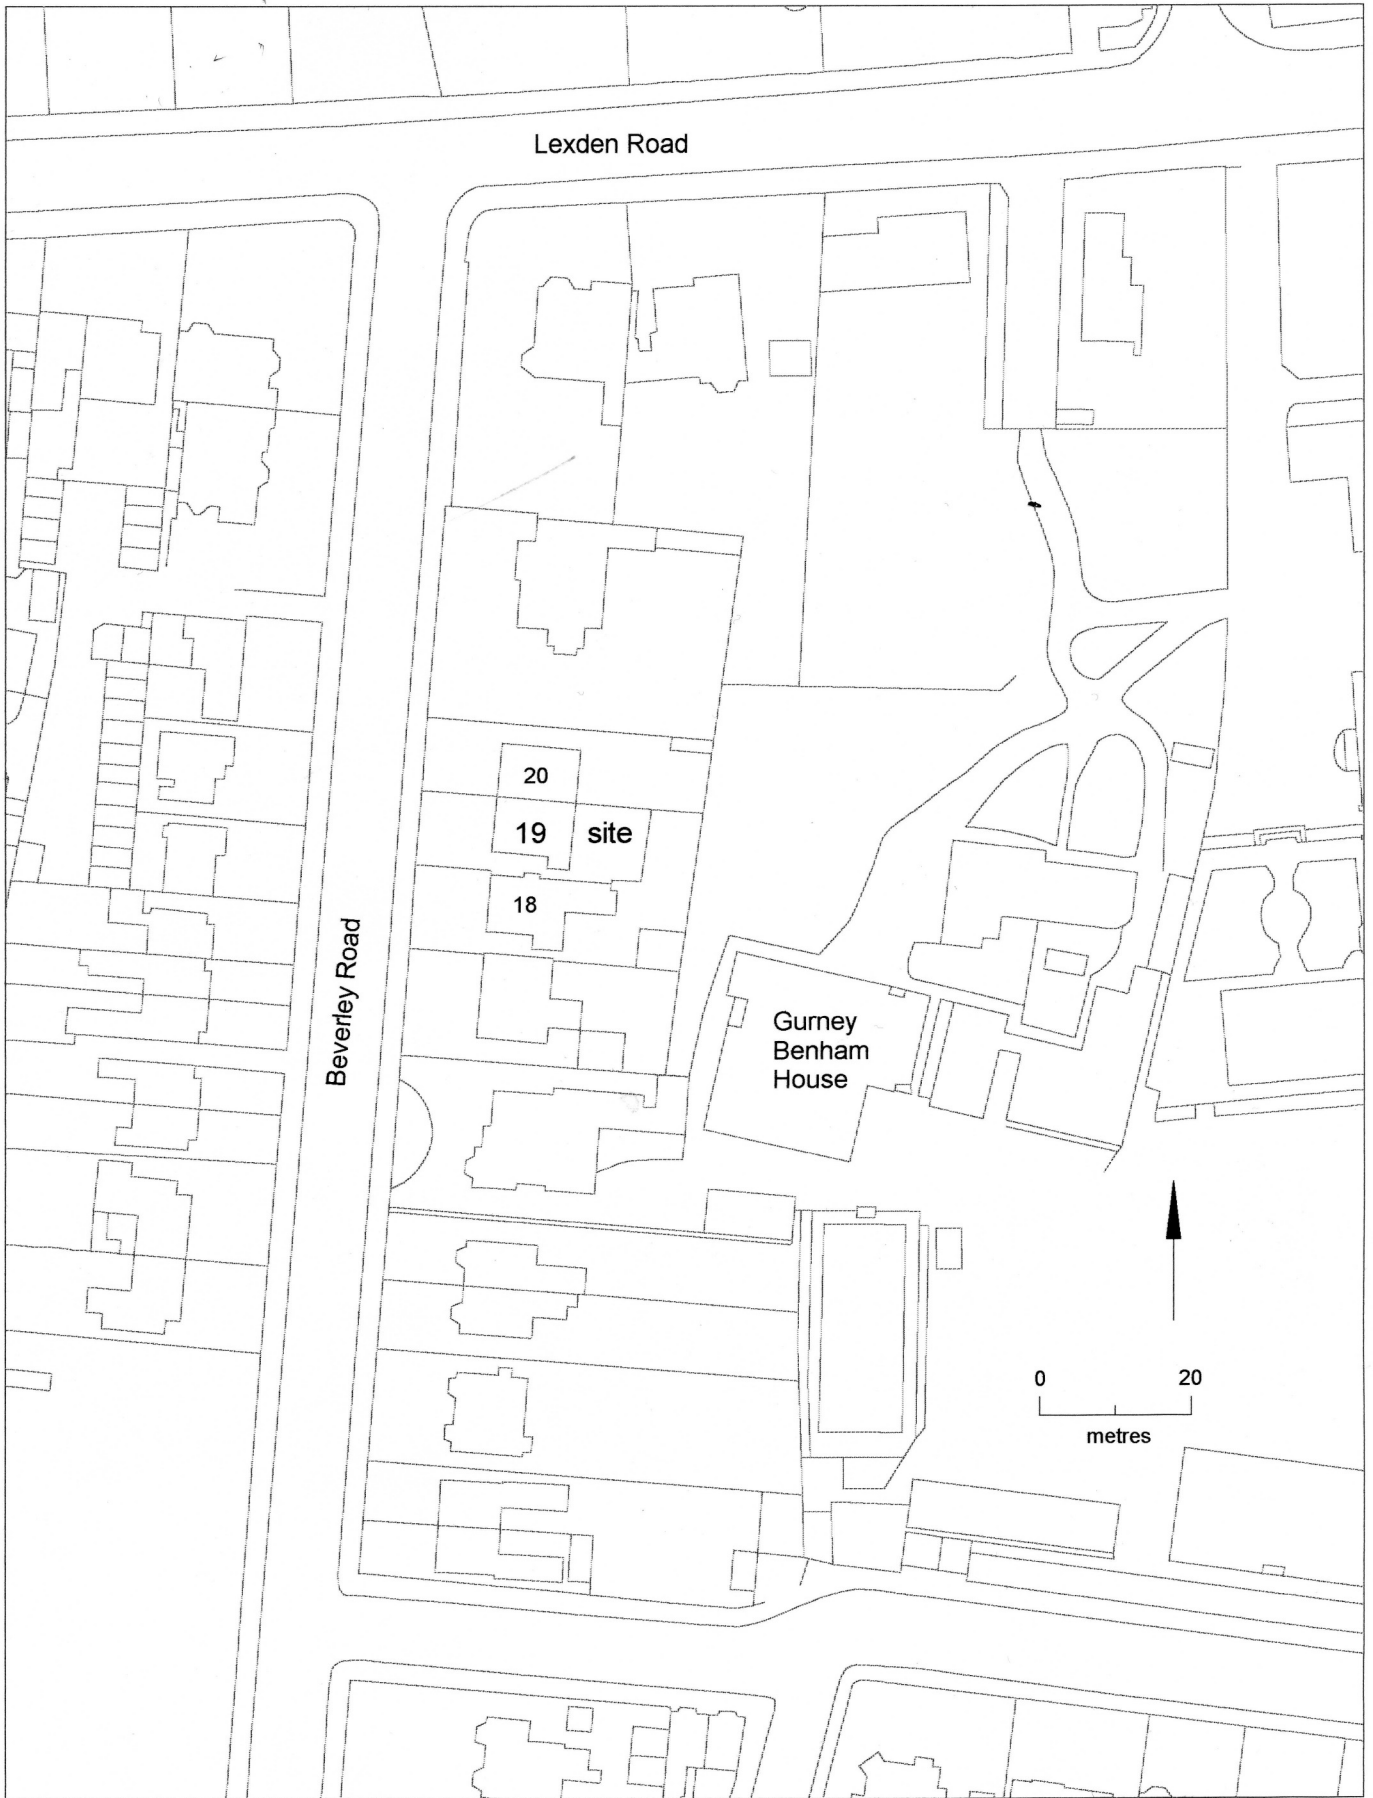 Lexden Road
20
19 site
18
Beverley Road
Gurney
Benham
House
0 20
metres